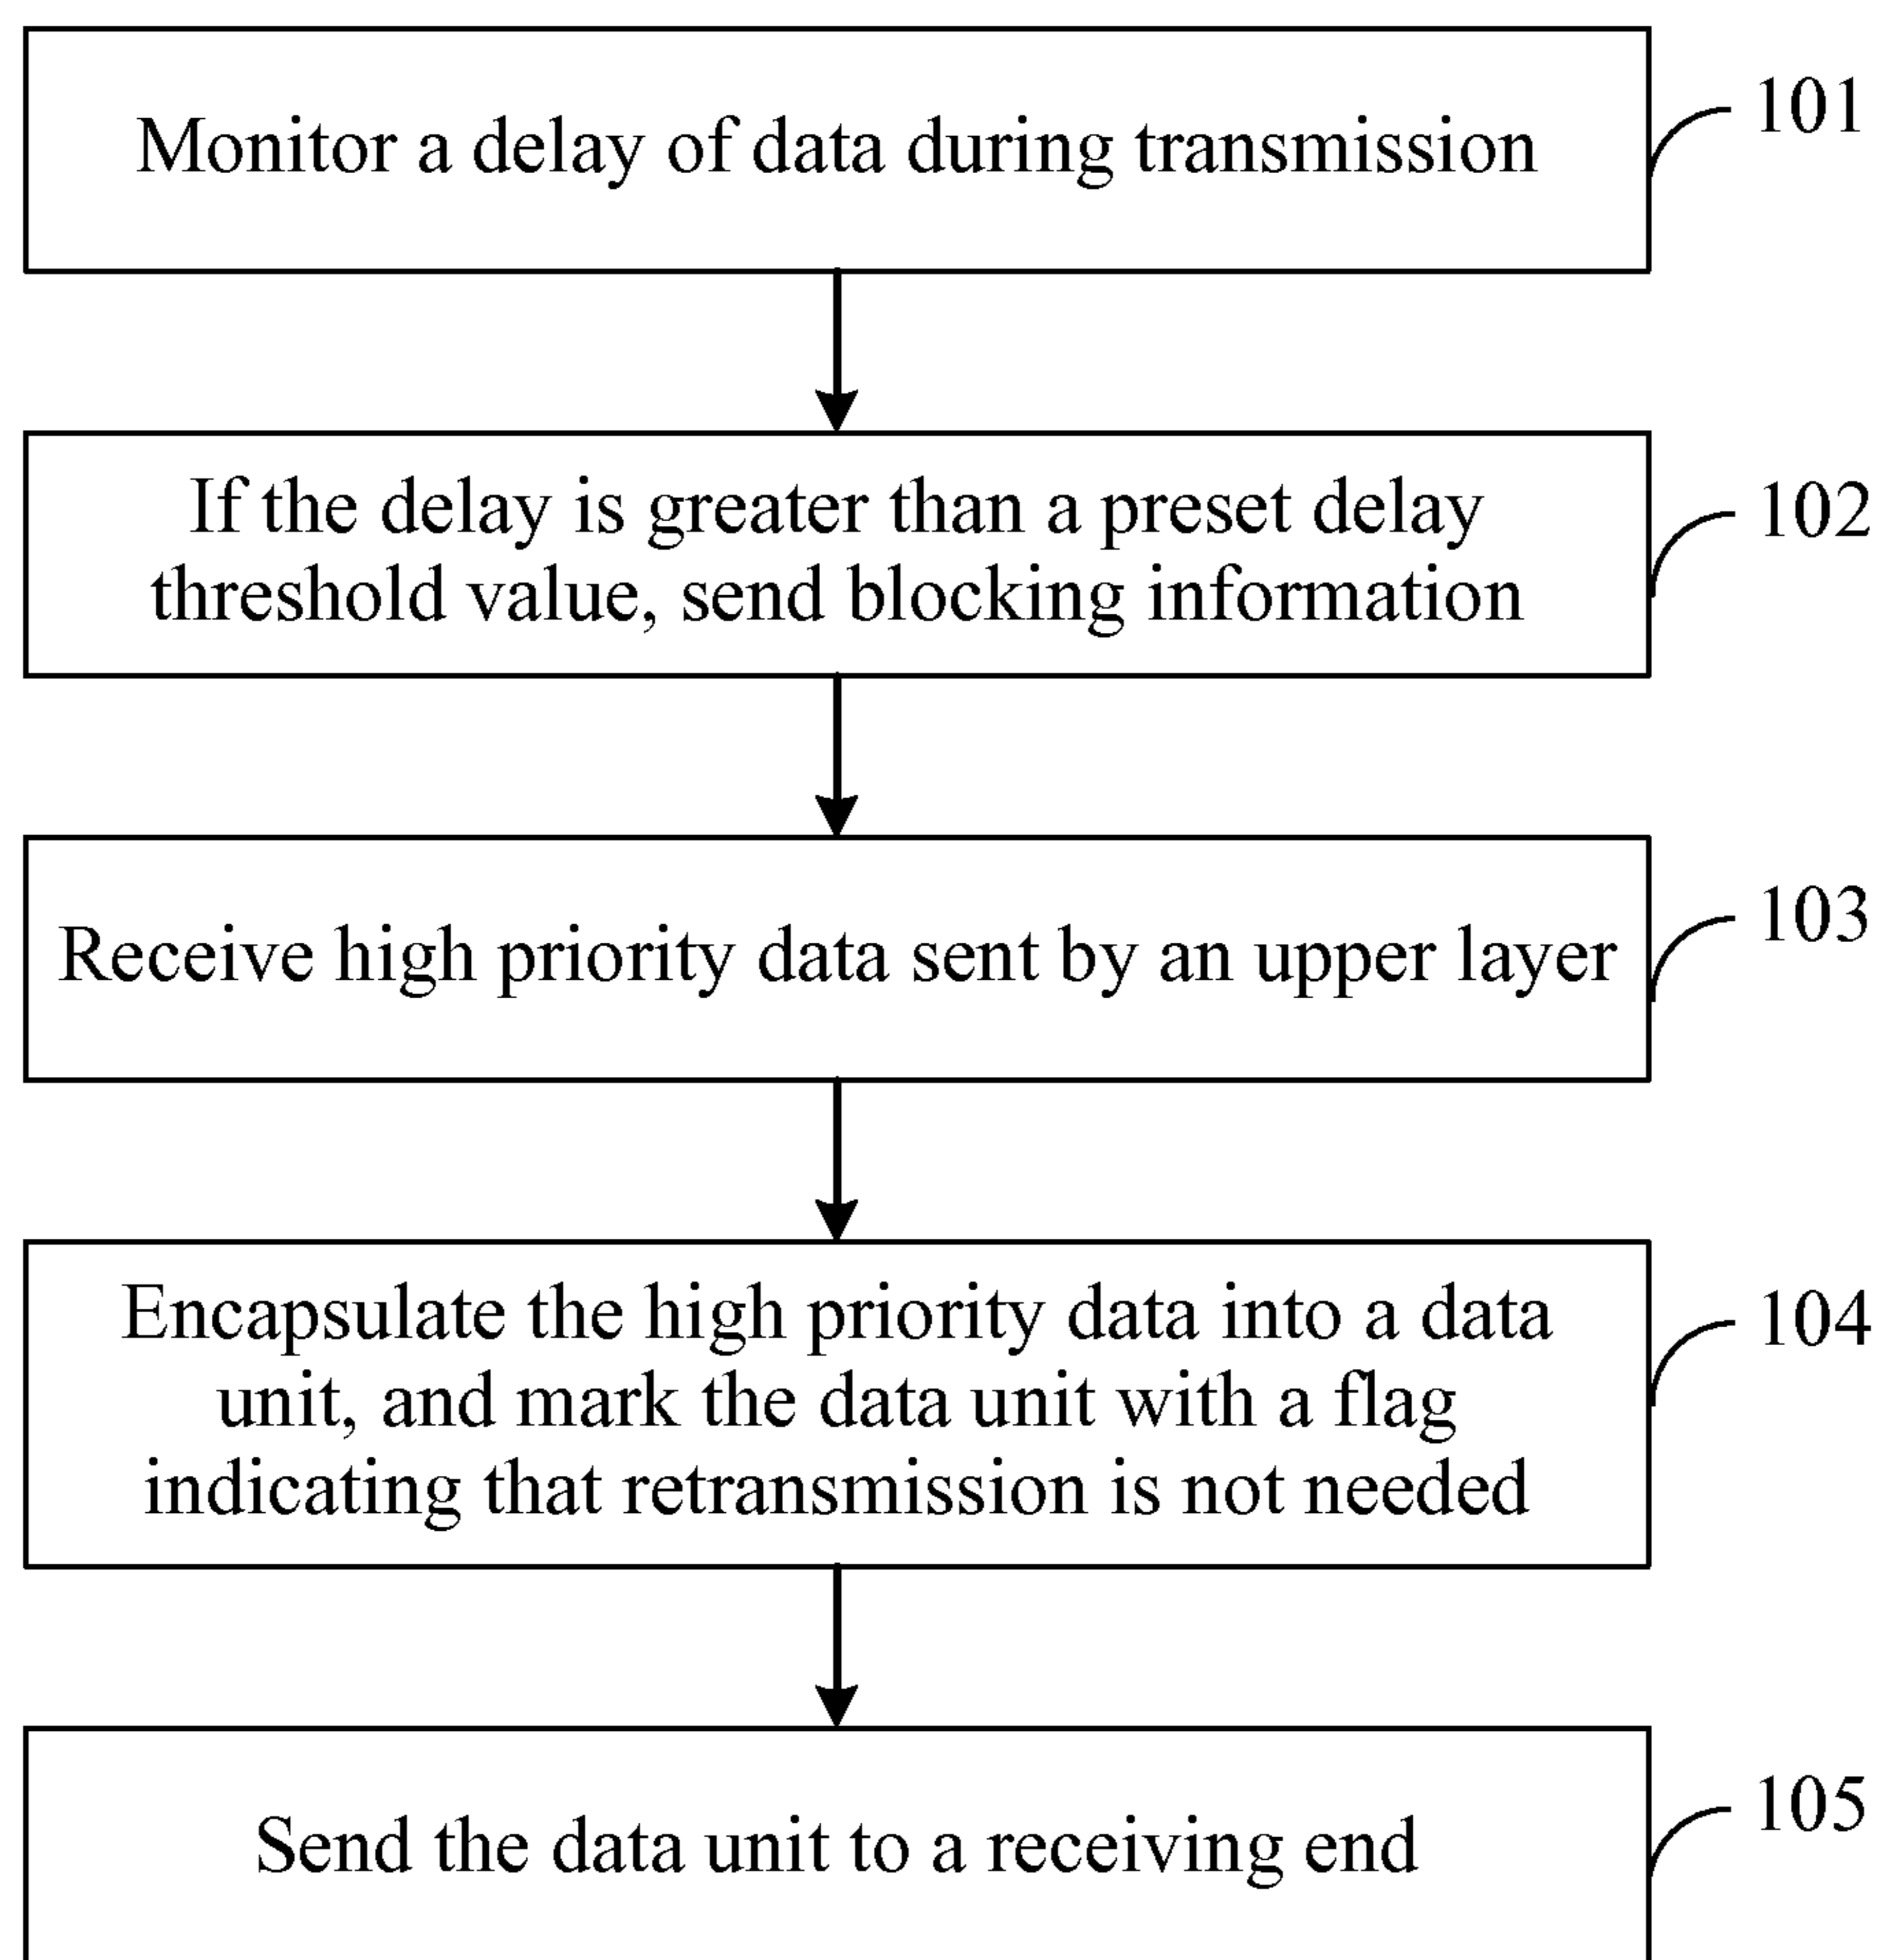 Monitor a delay of data during transmission
101
If the delay is greater than a preset delay
threshold value, send blocking information
102
Receive high priority data sent by an upper layer
103
Encapsulate the high priority data into a data
unit, and mark the data unit with a flag
indicating that retransmission is not needed
104
Send the data unit to a receiving end
105